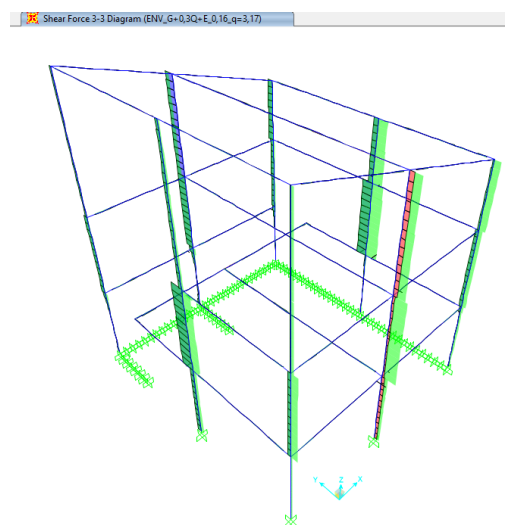 Shear Force 3-3 Diagram (ENV_G+0,3Q+E_0,16_q=3,17)
Y Z X